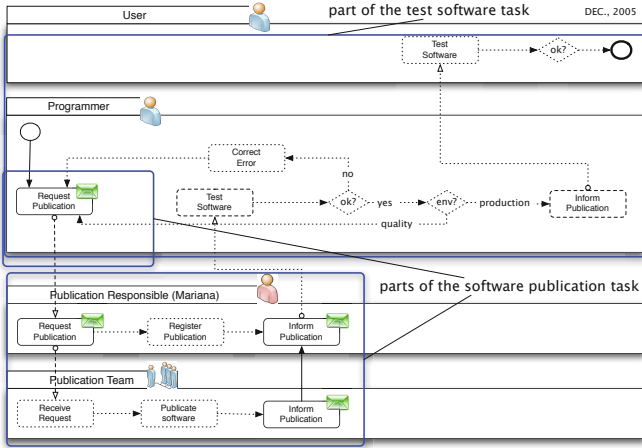 User
part of the test software task
DEC., 2005
Test
Software
ok?
Programmer
Correct
Error
no
Request
Publication
Test
Software
ok?
yes
env?
production
Inform
Publication
quality
parts of the software publication task
Publication Responsible (Mariana)
Request
Publication
Register
Publication
Inform
Publication
Publication Team
Receive
Request
Publicate
software
Inform
Publication